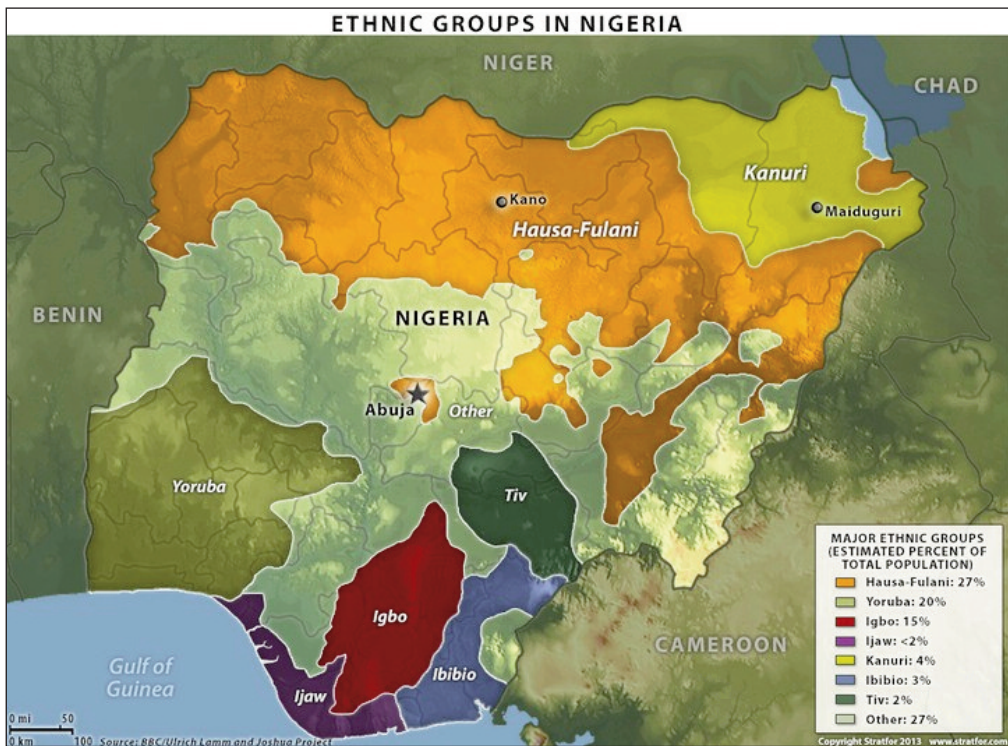 ETHNIC GROUPS IN NIGERIA
NIGER
CHAD
Kanuri
Kano
Maiduguri
Hausa-Fulani
BENIN
NIGERIA
Abuja
Other
Yoruba
Tiv
Igbo
Ibibio
Ijaw
CAMEROON
Gulf of
Guinea
MAJOR ETHNIC GROUPS
(ESTIMATED PERCENT OF
TOTAL POPULATION)
Hausa-Fulani: 27%
Yoruba: 20%
Igbo: 15%
Ijaw: <2%
Kanuri: 4%
Ibibio: 3%
Tiv: 2%
Other: 27%
0 mi 50
0 km 100
Source: BBC/Ulrich Lamm and Joshua Project
Copyright Stratfor 2013 www.stratfor.com